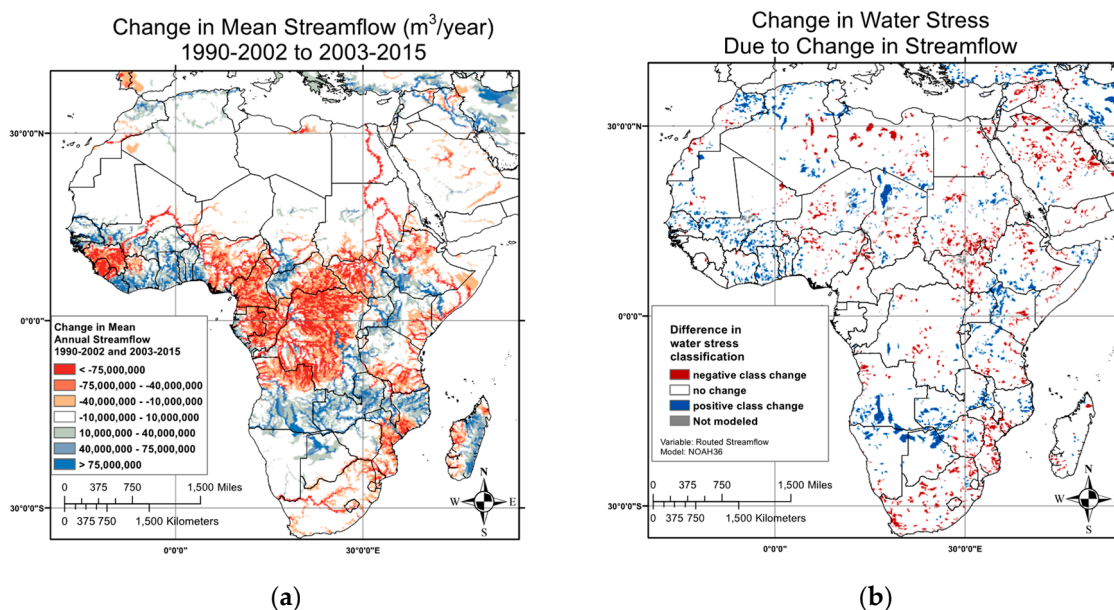 Change in Mean Streamflow (m³/year)
1990-2002 to 2003-2015
30°0'0"N
0°0'0"
30°0'0"S
Change in Mean
Annual Streamflow
1990-2002 and 2003-2015
< -75,000,000
-75,000,000 - -40,000,000
-40,000,000 - -10,000,000
-10,000,000 - 10,000,000
10,000,000 - 40,000,000
40,000,000 - 75,000,000
> 75,000,000
0 375 750 1,500 Miles
0 375 750 1,500 Kilometers
N
W E
S
0°0'0" 30°0'0"E
(a)
Change in Water Stress
Due to Change in Streamflow
30°0'0"N
0°0'0"
30°0'0"S
Difference in
water stress
classification
negative class change
no change
positive class change
Not modeled
Variable: Routed Streamflow
Model: NOAH36
0 375 750 1,500 Miles
0 375 750 1,500 Kilometers
N
W E
S
0°0'0" 30°0'0"E
(b)